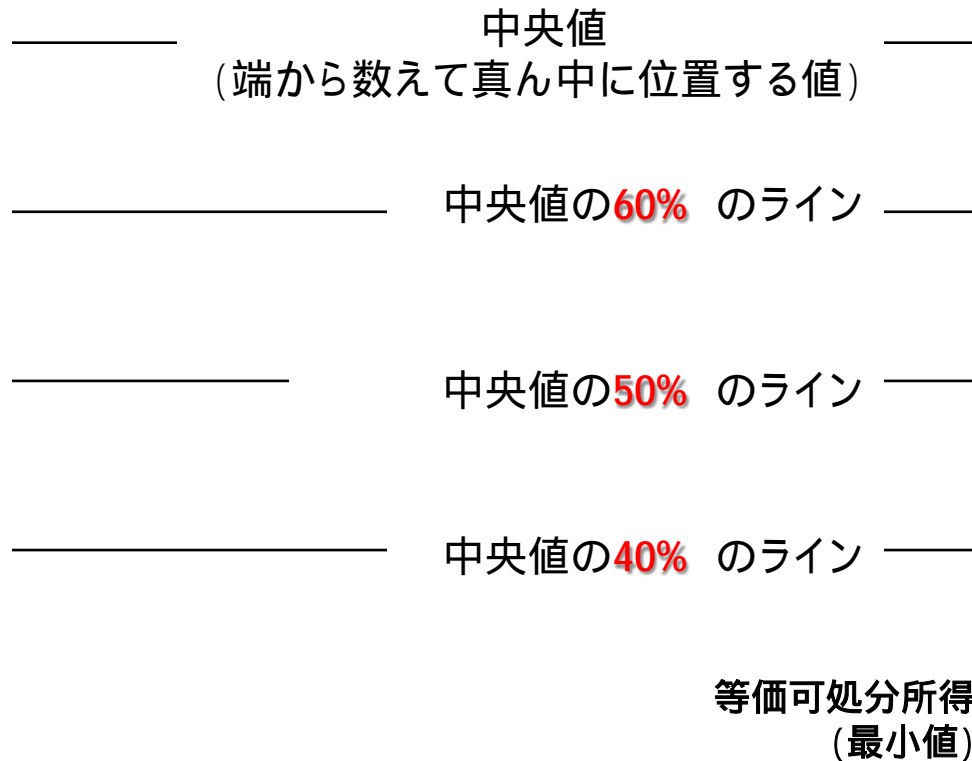 中央値
(端から数えて真ん中に位置する値)
中央値の60% のライン
中央値の50% のライン
中央値の40% のライン
等価可処分所得
(最小値)